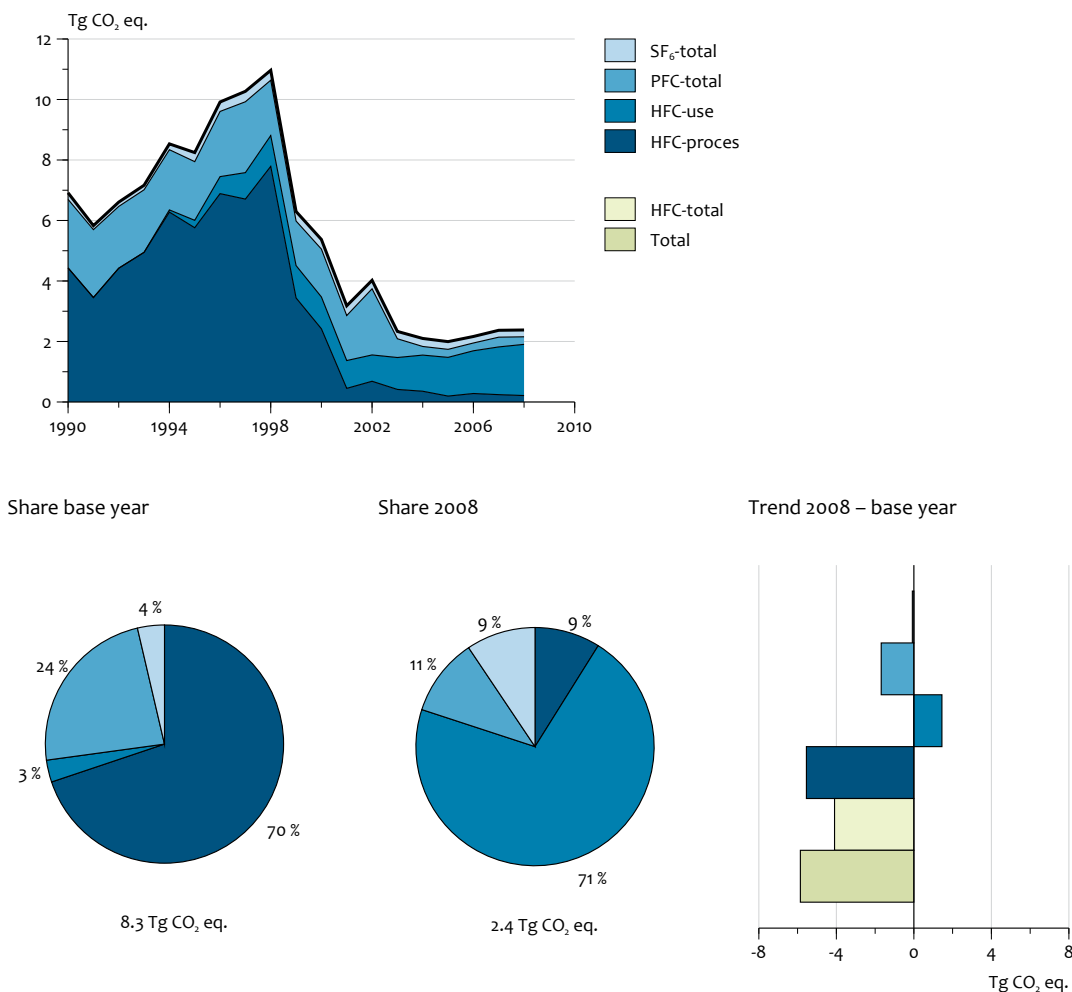 Tg CO₂ eq.
12
10
8
6
4
2
0
1990 1994 1998 2002 2006 2010
SF₆-total
PFC-total
HFC-use
HFC-proces
HFC-total
Total
Share base year
4 %
24 %
3 %
70 %
8.3 Tg CO₂ eq.
Share 2008
9 %
9 %
11 %
71 %
2.4 Tg CO₂ eq.
Trend 2008 – base year
-8 -4 0 4 8
Tg CO₂ eq.